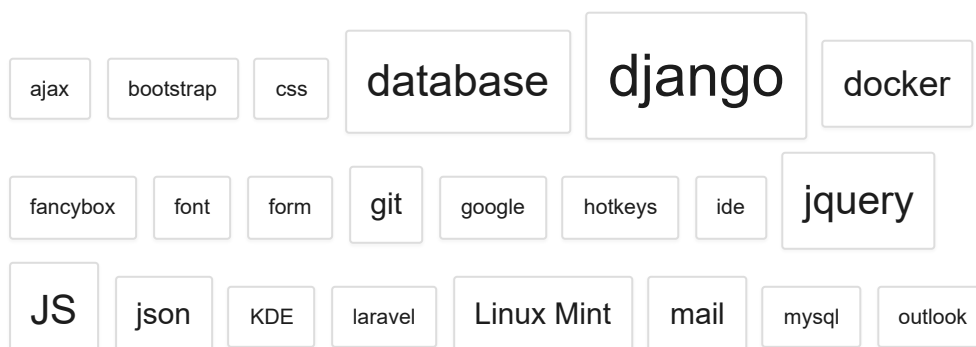 ajax bootstrap css database django docker
fancybox font form git google hotkeys ide jquery
JS json KDE laravel Linux Mint mail mysql outlook